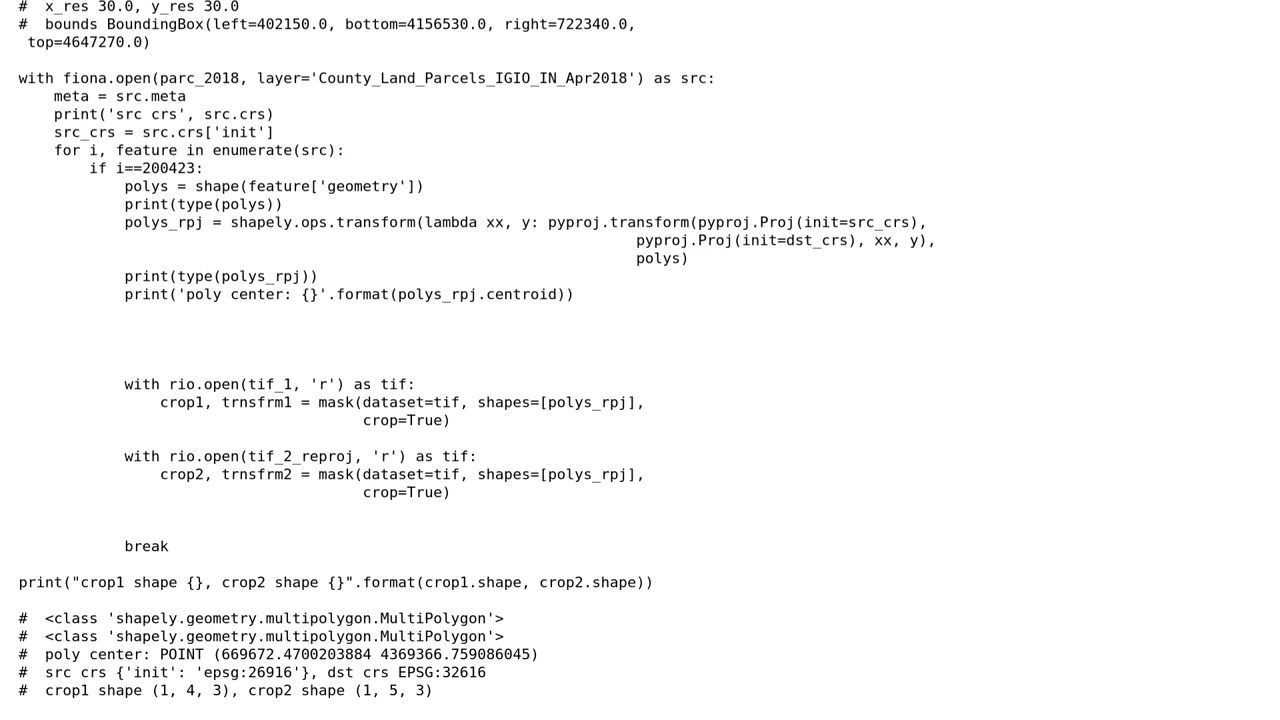 #  x_res 30.0, y_res 30.0
#  bounds BoundingBox(left=402150.0, bottom=4156530.0, right=722340.0,
 top=4647270.0)
with fiona.open(parc_2018, layer='County_Land_Parcels_IGIO_IN_Apr2018') as src:
    meta = src.meta
    print('src crs', src.crs)
    src_crs = src.crs['init']
    for i, feature in enumerate(src):
        if i==200423:
            polys = shape(feature['geometry'])
            print(type(polys))
            polys_rpj = shapely.ops.transform(lambda xx, y: pyproj.transform(pyproj.Proj(init=src_crs),
                                                                      pyproj.Proj(init=dst_crs), xx, y),
                                                                      polys)
            print(type(polys_rpj))
            print('poly center: {}'.format(polys_rpj.centroid))
            with rio.open(tif_1, 'r') as tif:
                crop1, trnsfrm1 = mask(dataset=tif, shapes=[polys_rpj],
                                       crop=True)
            with rio.open(tif_2_reproj, 'r') as tif:
                crop2, trnsfrm2 = mask(dataset=tif, shapes=[polys_rpj],
                                       crop=True)
            break
print("crop1 shape {}, crop2 shape {}".format(crop1.shape, crop2.shape))
#  <class 'shapely.geometry.multipolygon.MultiPolygon'>
#  <class 'shapely.geometry.multipolygon.MultiPolygon'>
#  poly center: POINT (669672.4700203884 4369366.759086045)
#  src crs {'init': 'epsg:26916'}, dst crs EPSG:32616
#  crop1 shape (1, 4, 3), crop2 shape (1, 5, 3)